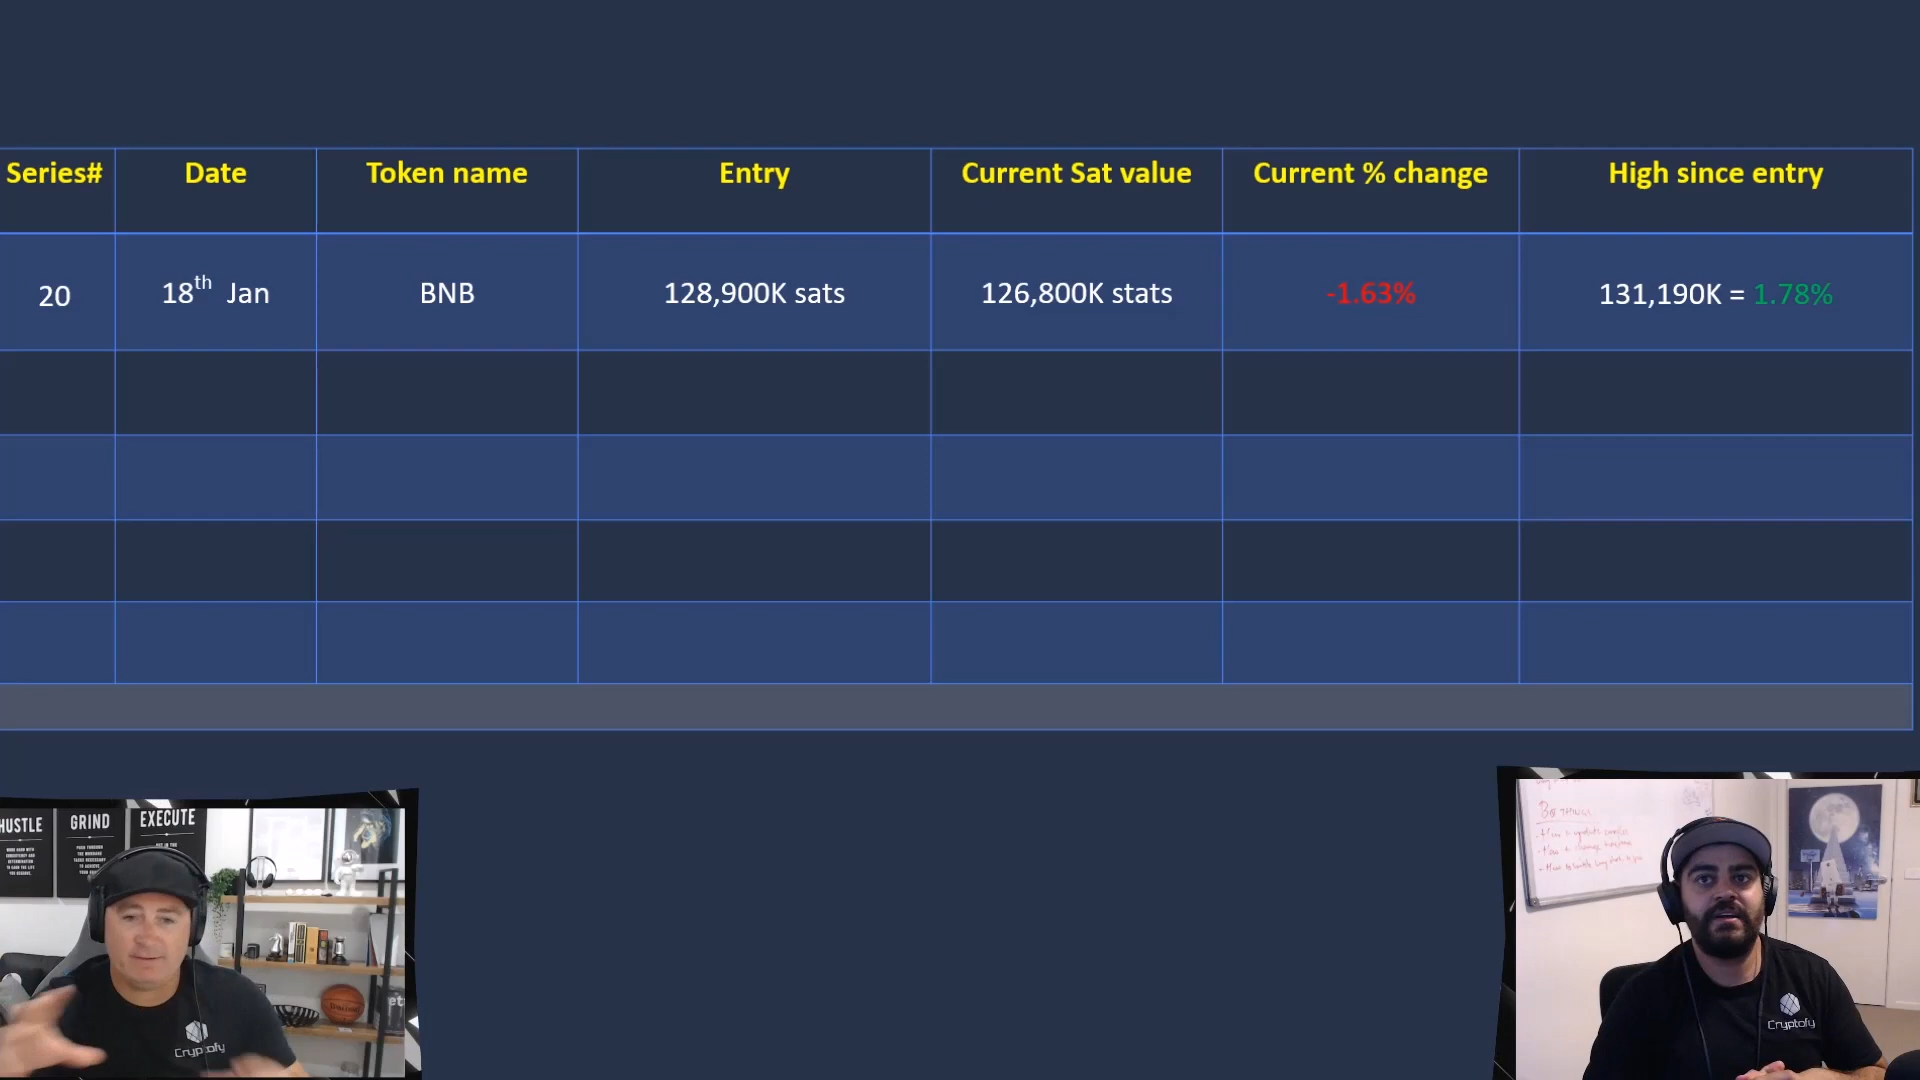 Series# Date Token name Entry Current Sat value Current % change High since entry
20 18th Jan BNB 128,900K sats 126,800K stats -1.63% 131,190K = 1.78%
HUSTLE
GRIND
EXECUTE
Cryptofy
Cryptofy